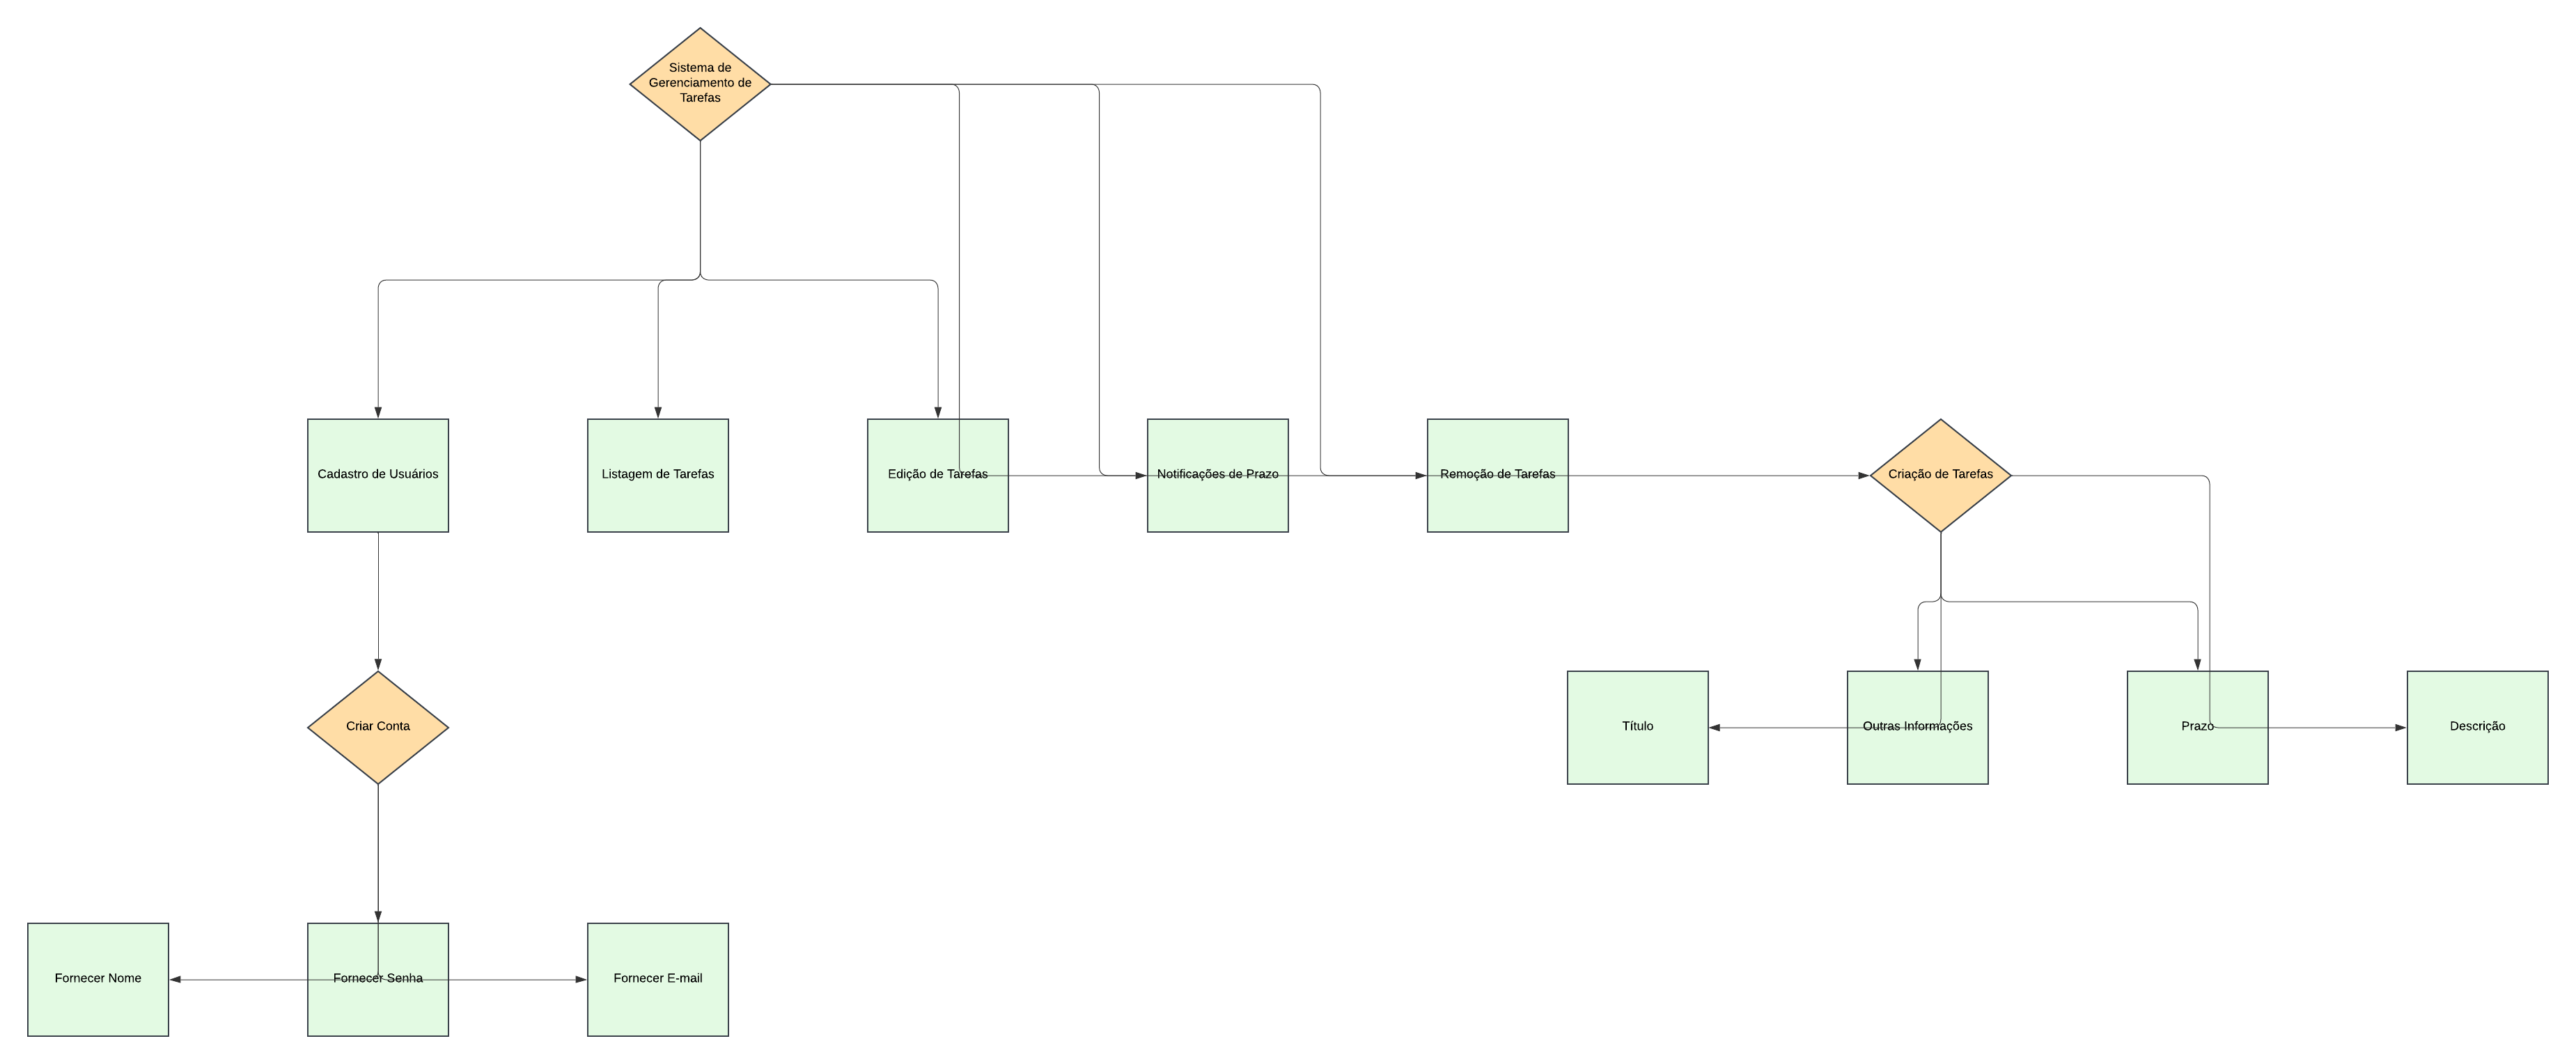 Sistema de
Gerenciamento de
Tarefas
Cadastro de Usuários
Listagem de Tarefas
Edição de Tarefas
Notificações de Prazo
Remoção de Tarefas
Criação de Tarefas
Criar Conta
Título
Outras Informações
Prazo
Descrição
Fornecer Nome
Fornecer Senha
Fornecer E-mail